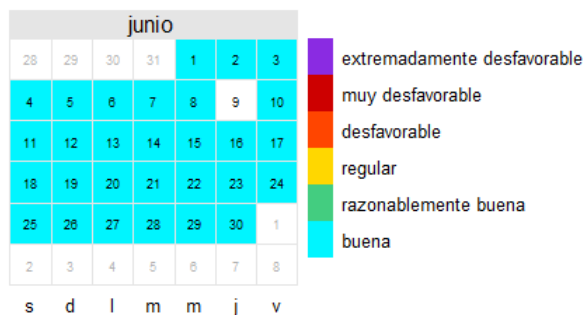 junio
28 29 30 31 1 2 3
4 5 6 7 8 9 10
11 12 13 14 15 16 17
18 19 20 21 22 23 24
25 26 27 28 29 30 1
2 3 4 5 6 7 8
s d l m m j v
extremadamente desfavorable
muy desfavorable
desfavorable
regular
razonablemente buena
buena